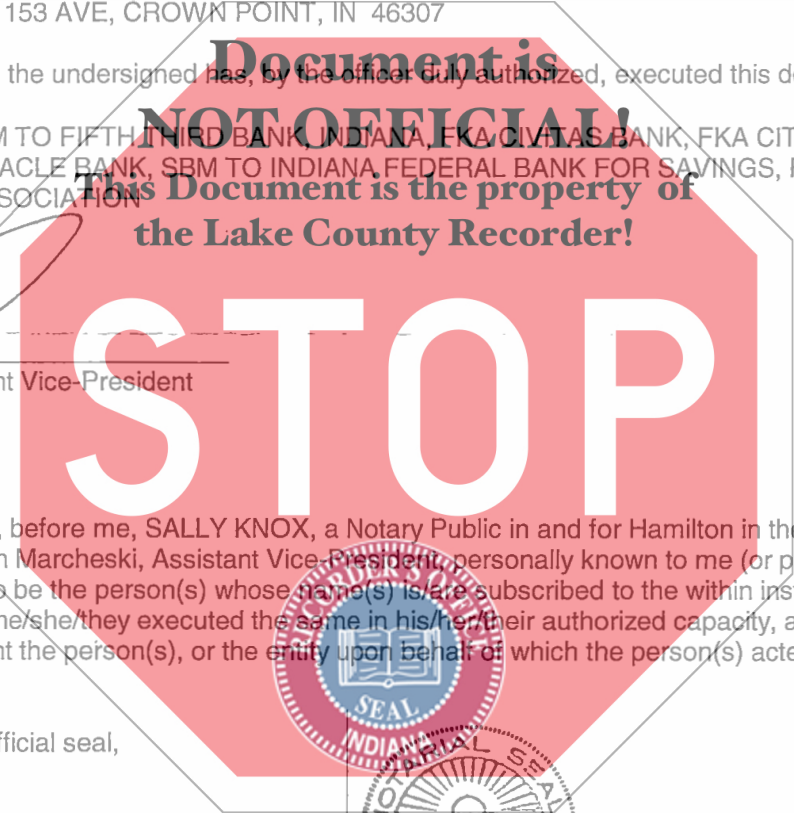 153 AVE, CROWN POINT, IN 46307
Document is
the undersigned has, by the officer duly authorized, executed this d
NOT OFFICIAL!
M TO FIFTH THIRD BANK, INDIANA, FKA CIVITAS BANK, FKA CIT
ACLE BANK, SBM TO INDIANA FEDERAL BANK FOR SAVINGS, F
This Document is the property of
SOCIATION
the Lake County Recorder!
nt Vice-President
STOP
, before me, SALLY KNOX, a Notary Public in and for Hamilton in the
n Marcheski, Assistant Vice-President, personally known to me (or p
o be the person(s) whose name(s) is/are subscribed to the within ins
he/she/they executed the same in his/her/their authorized capacity, a
nt the person(s), or the entity upon behalf of which the person(s) acte
RECORDER'S OFFICE
SEAL
INDIANA
fficial seal,
NOTARIAL SEAL